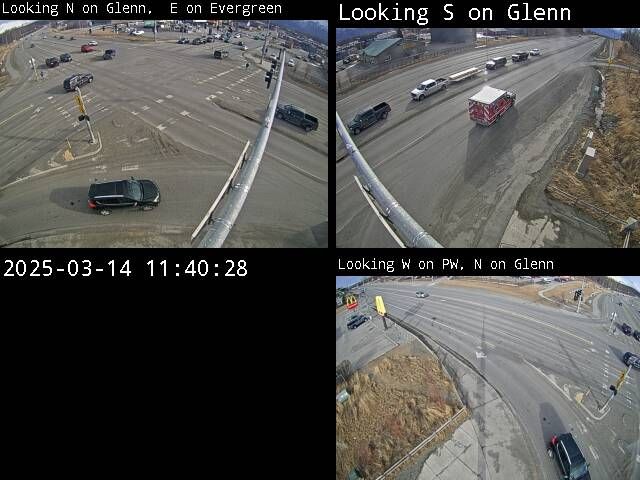 Looking N on Glenn,  E on Evergreen
Looking S on Glenn
2025-03-14 11:40:28
Looking W on PW, N on Glenn